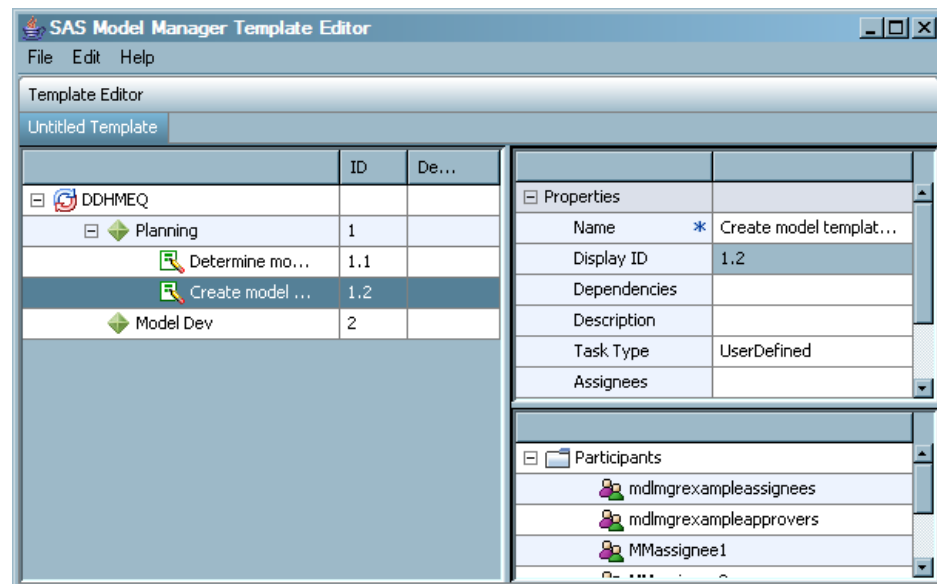 SAS Model Manager Template Editor
File Edit Help
Template Editor
Untitled Template
ID De...
DDHMEQ
Planning 1
Determine mo... 1.1
Create model ... 1.2
Model Dev 2
Properties
Name * Create model templat...
Display ID 1.2
Dependencies
Description
Task Type UserDefined
Assignees
Participants
mdlmgrexampleassignees
mdlmgrexampleapprovers
MMassignee1